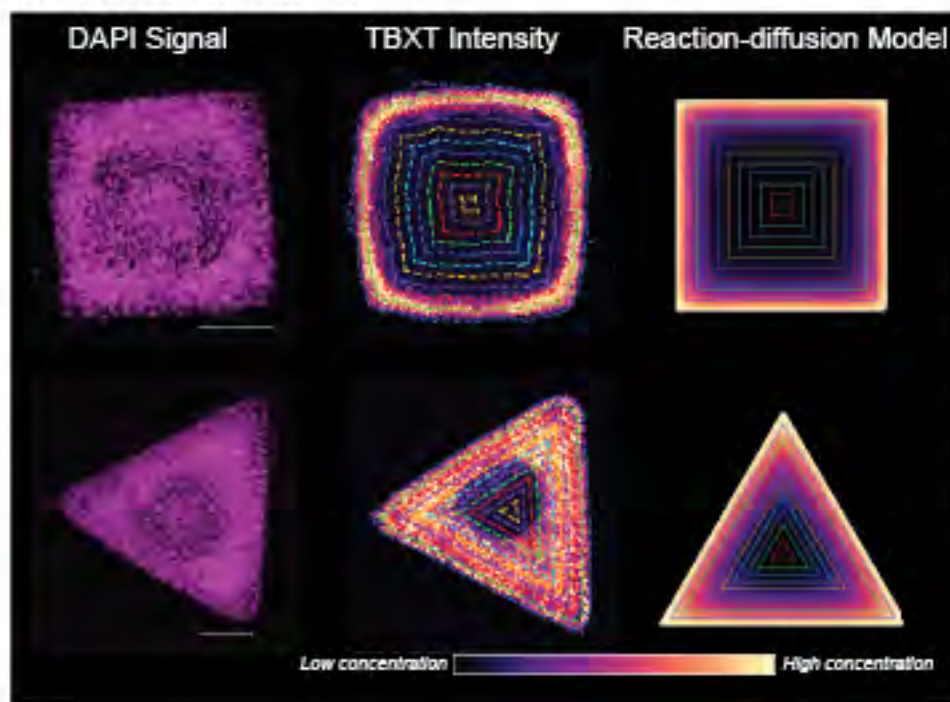 DAPI Signal
TBXT Intensity
Reaction-diffusion Model
Low concentration
High concentration